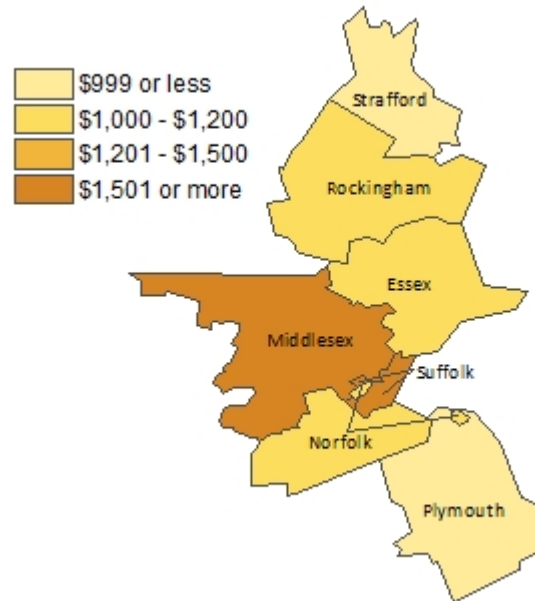 $999 or less
$1,000 - $1,200
$1,201 - $1,500
$1,501 or more
Strafford
Rockingham
Essex
Middlesex
Suffolk
Norfolk
Plymouth